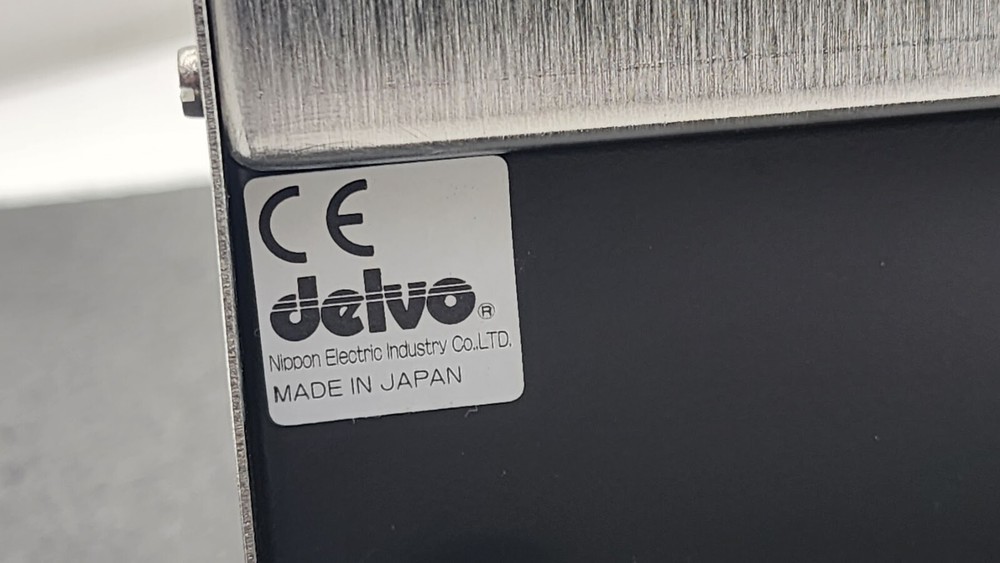 CE
delvo®
Nippon Electric Industry Co.,LTD.
MADE IN JAPAN